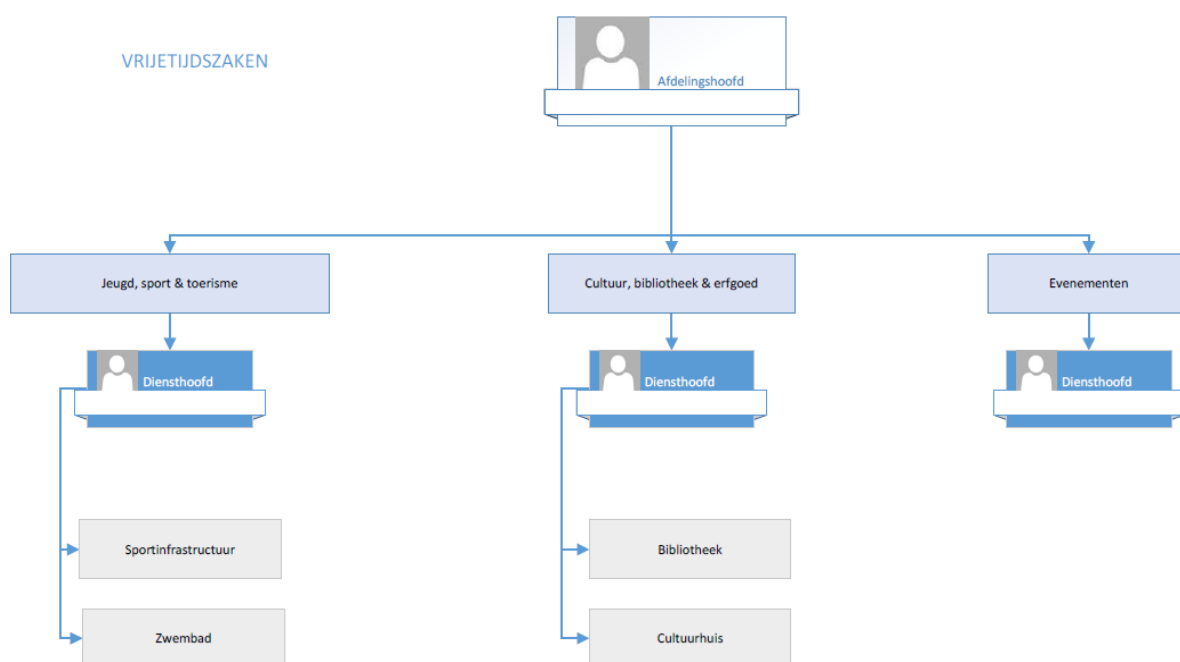 VRIJETIJDSZAKEN
Afdelingshoofd
Jeugd, sport & toerisme
Cultuur, bibliotheek & erfgoed
Evenementen
Diensthoofd
Diensthoofd
Diensthoofd
Sportinfrastructuur
Bibliotheek
Zwembad
Cultuurhuis